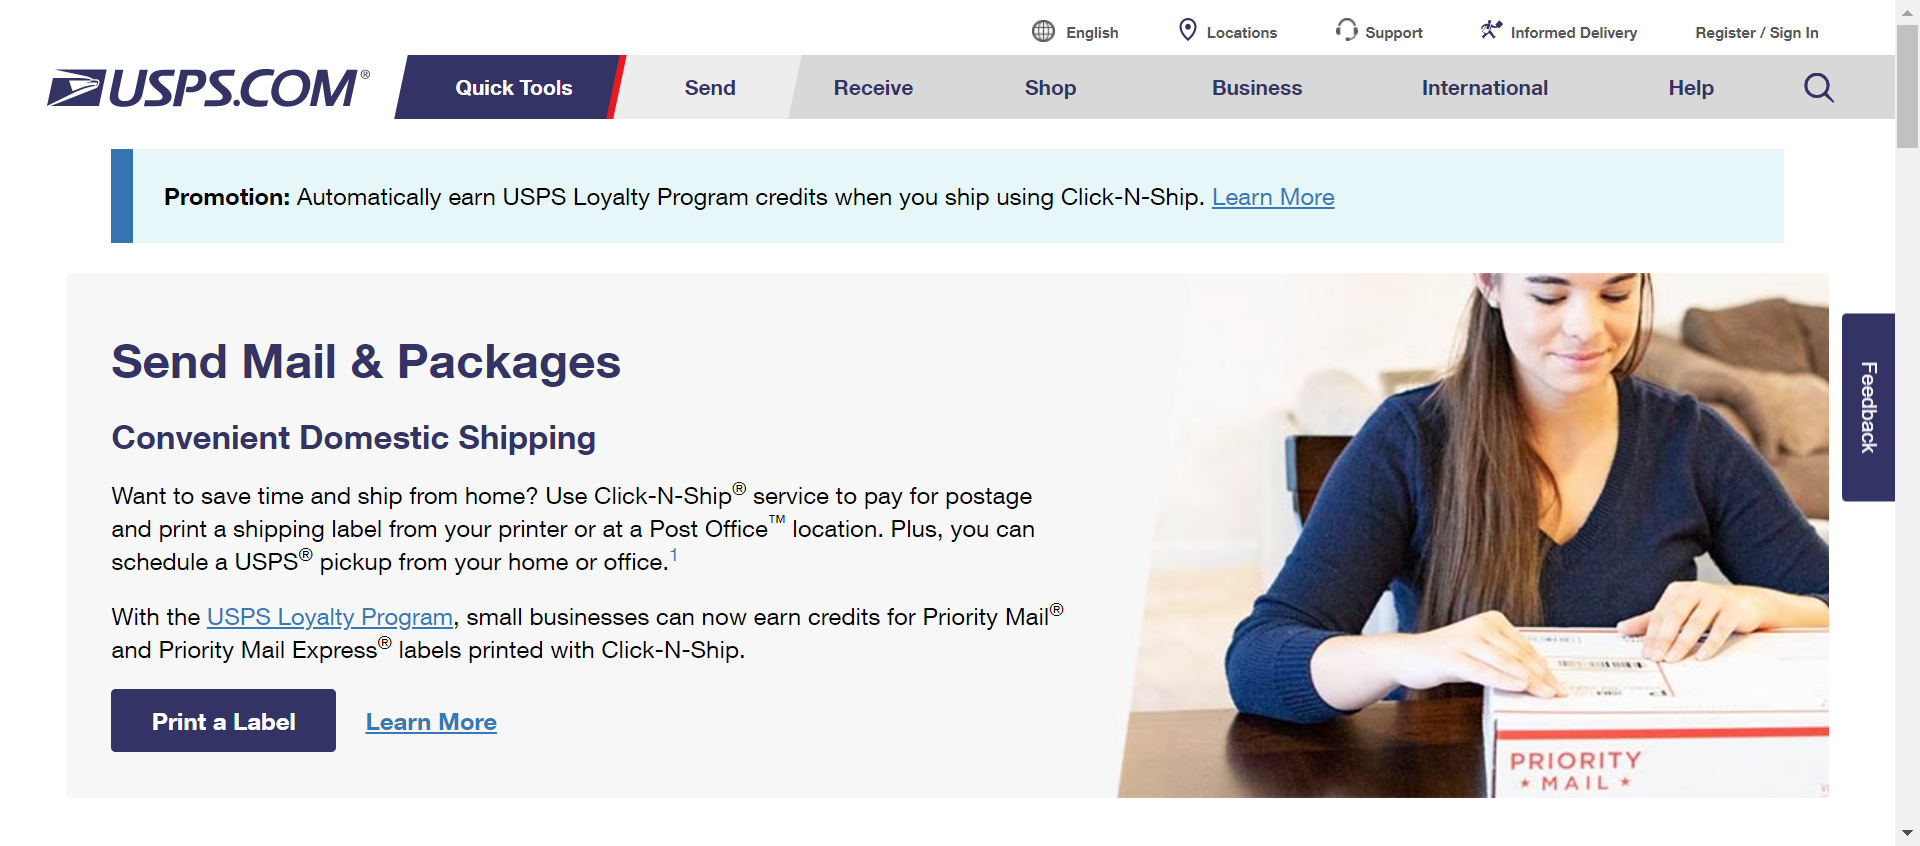 English
Locations
Support
Informed Delivery
Register / Sign In
USPS.COM®
Quick Tools
Send
Receive
Shop
Business
International
Help
Promotion: Automatically earn USPS Loyalty Program credits when you ship using Click-N-Ship. Learn More
Send Mail & Packages
Convenient Domestic Shipping
Want to save time and ship from home? Use Click-N-Ship® service to pay for postage
and print a shipping label from your printer or at a Post Office™ location. Plus, you can
schedule a USPS® pickup from your home or office.1
With the USPS Loyalty Program, small businesses can now earn credits for Priority Mail®
and Priority Mail Express® labels printed with Click-N-Ship.
Print a Label
Learn More
PRIORITY
★ MAIL ★
Feedback